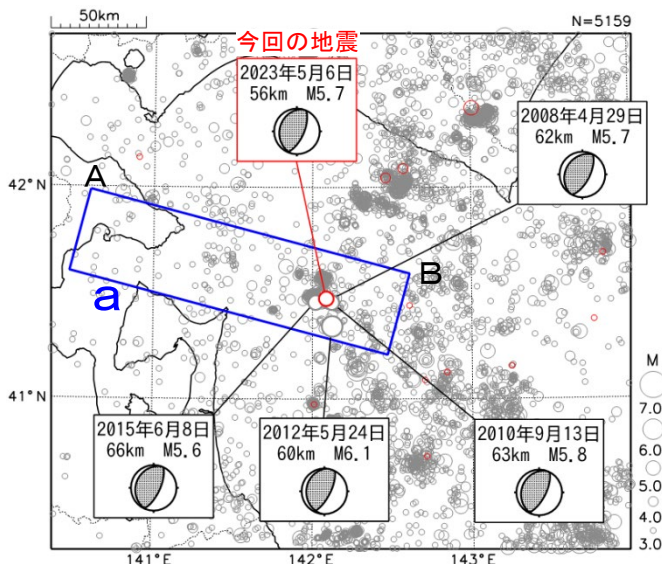 50km
141°E
142°E
143°E
N=5159
今回の地震
2023年5月6日
56km M5.7
2008年4月29日
62km M5.7
42°N
A
B
a
41°N
M
7.0
6.0
5.0
4.0
3.0
2015年6月8日
66km M5.6
2012年5月24日
60km M6.1
2010年9月13日
63km M5.8
141°E
142°E
143°E